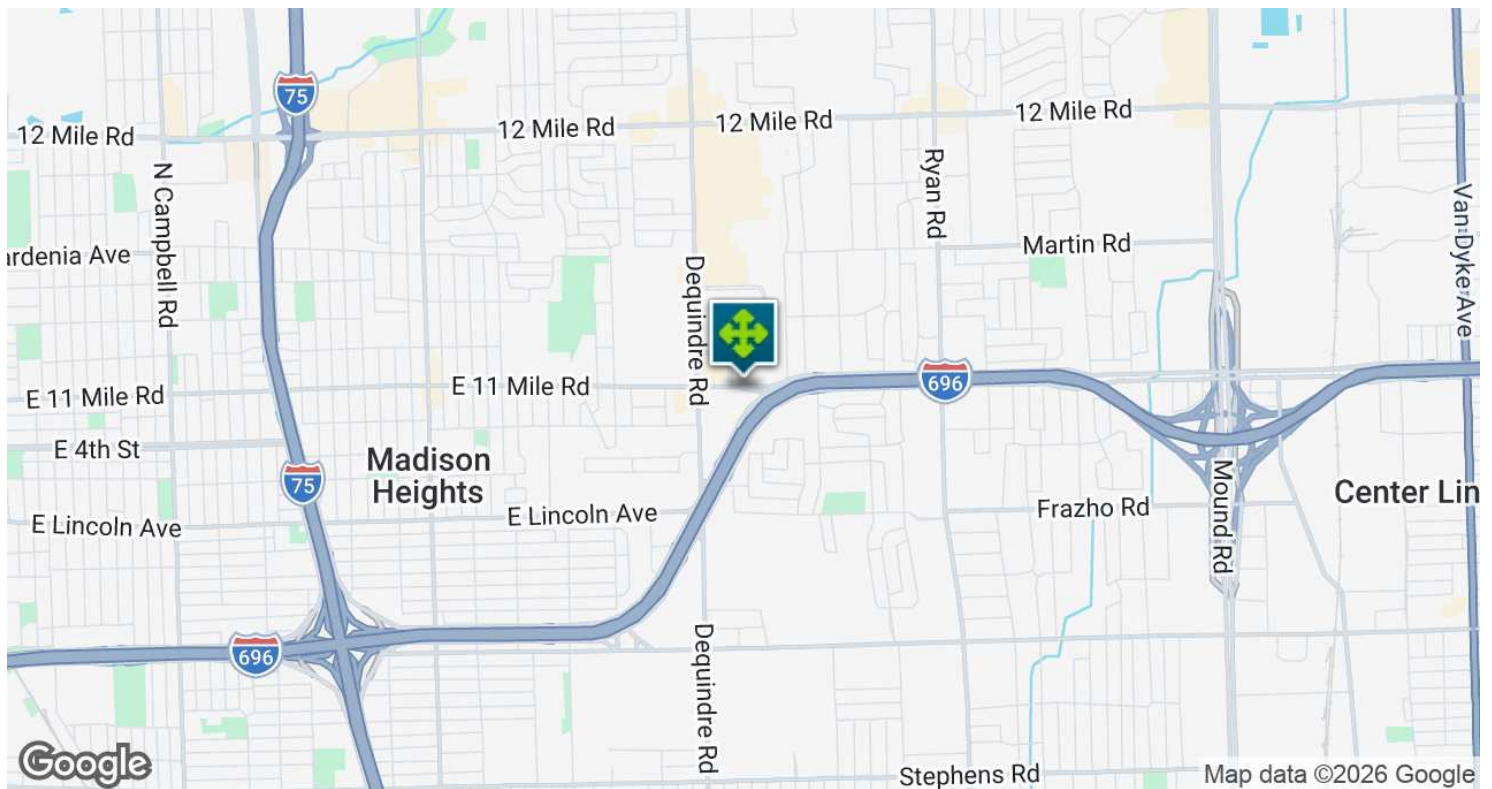 75
12 Mile Rd
12 Mile Rd
12 Mile Rd
12 Mile Rd
N Campbell Rd
Ryan Rd
Van Dyke Ave
ardenia Ave
Martin Rd
Dequindre Rd
E 11 Mile Rd
E 11 Mile Rd
696
E 4th St
Madison
Heights
75
Mound Rd
Center Lin
E Lincoln Ave
E Lincoln Ave
Frazho Rd
696
Dequindre Rd
Google
Stephens Rd
Map data ©2026 Google